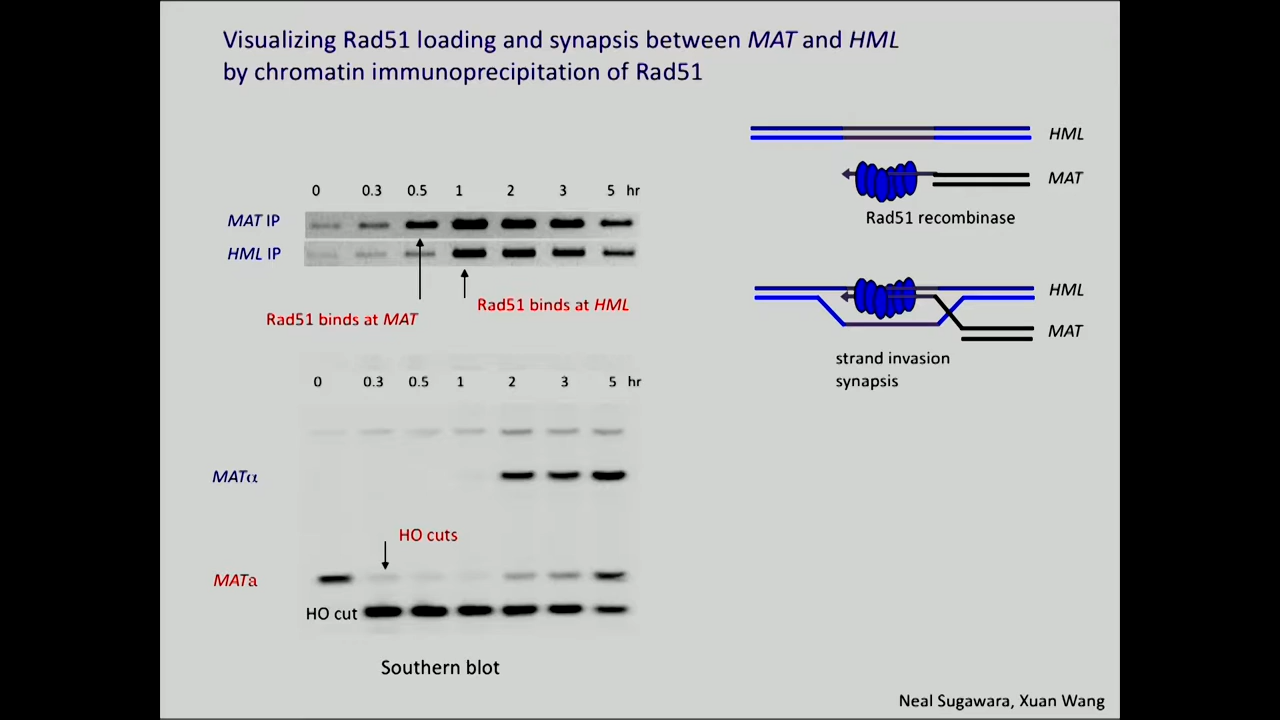 Visualizing Rad51 loading and synapsis between MAT and HML
by chromatin immunoprecipitation of Rad51
HML
MAT
Rad51 recombinase
0 0.3 0.5 1 2 3 5 hr
MAT IP
HML IP
Rad51 binds at MAT
Rad51 binds at HML
HML
MAT
strand invasion
synapsis
0 0.3 0.5 1 2 3 5 hr
MATα
HO cuts
MATa
HO cut
Southern blot
Neal Sugawara, Xuan Wang